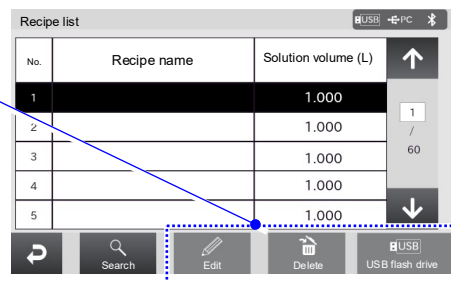 Recipe list
USB PC
No. Recipe name Solution volume (L)
1 1.000
2 1.000
3 1.000
4 1.000
5 1.000
1
/
60
Search
Edit
Delete
USB
USB flash drive